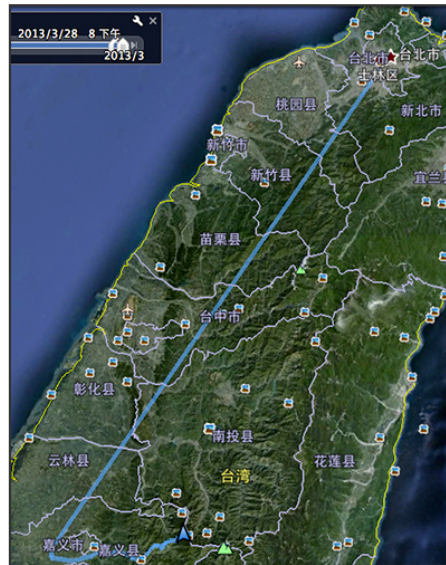 2013/3/28 8 下午
2013/3
台北市
台北市
士林区
桃园县
新北市
新竹市
新竹县
宜兰
苗栗县
台中市
彰化县
南投县
云林县
花莲县
台湾
嘉义市
嘉义县